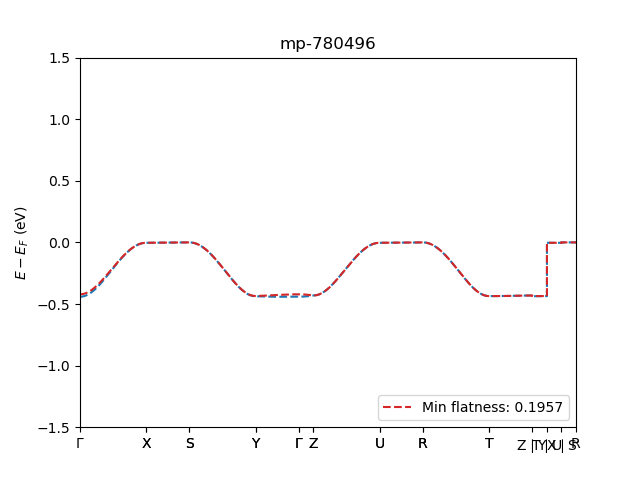 mp-780496
1.5
1.0
0.5
0.0
−0.5
−1.0
−1.5
E − E_F (eV)
Min flatness: 0.1957
Γ X S Y Γ Z U R T Z|T Y|X U|S R